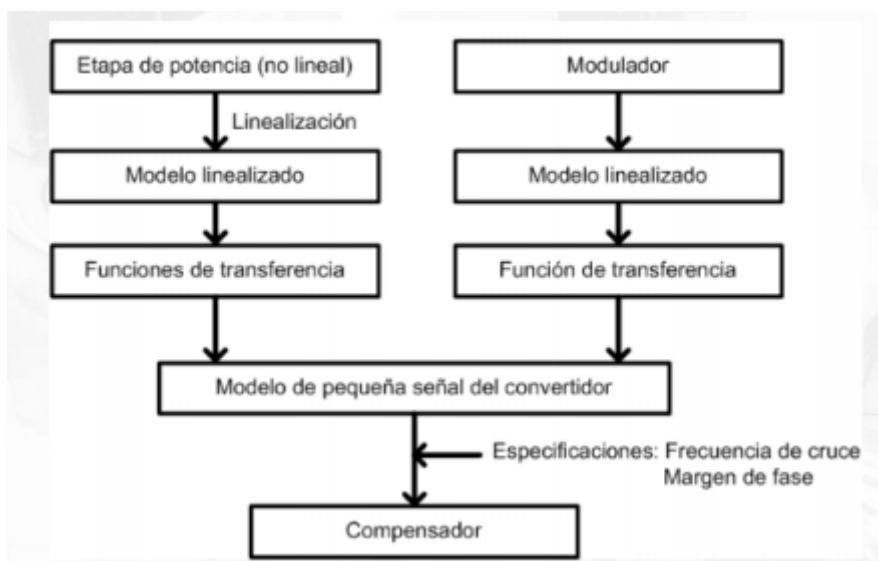 Etapa de potencia (no lineal)
Modulador
Linealización
Modelo linealizado
Modelo linealizado
Funciones de transferencia
Función de transferencia
Modelo de pequeña señal del convertidor
Especificaciones: Frecuencia de cruce
Margen de fase
Compensador